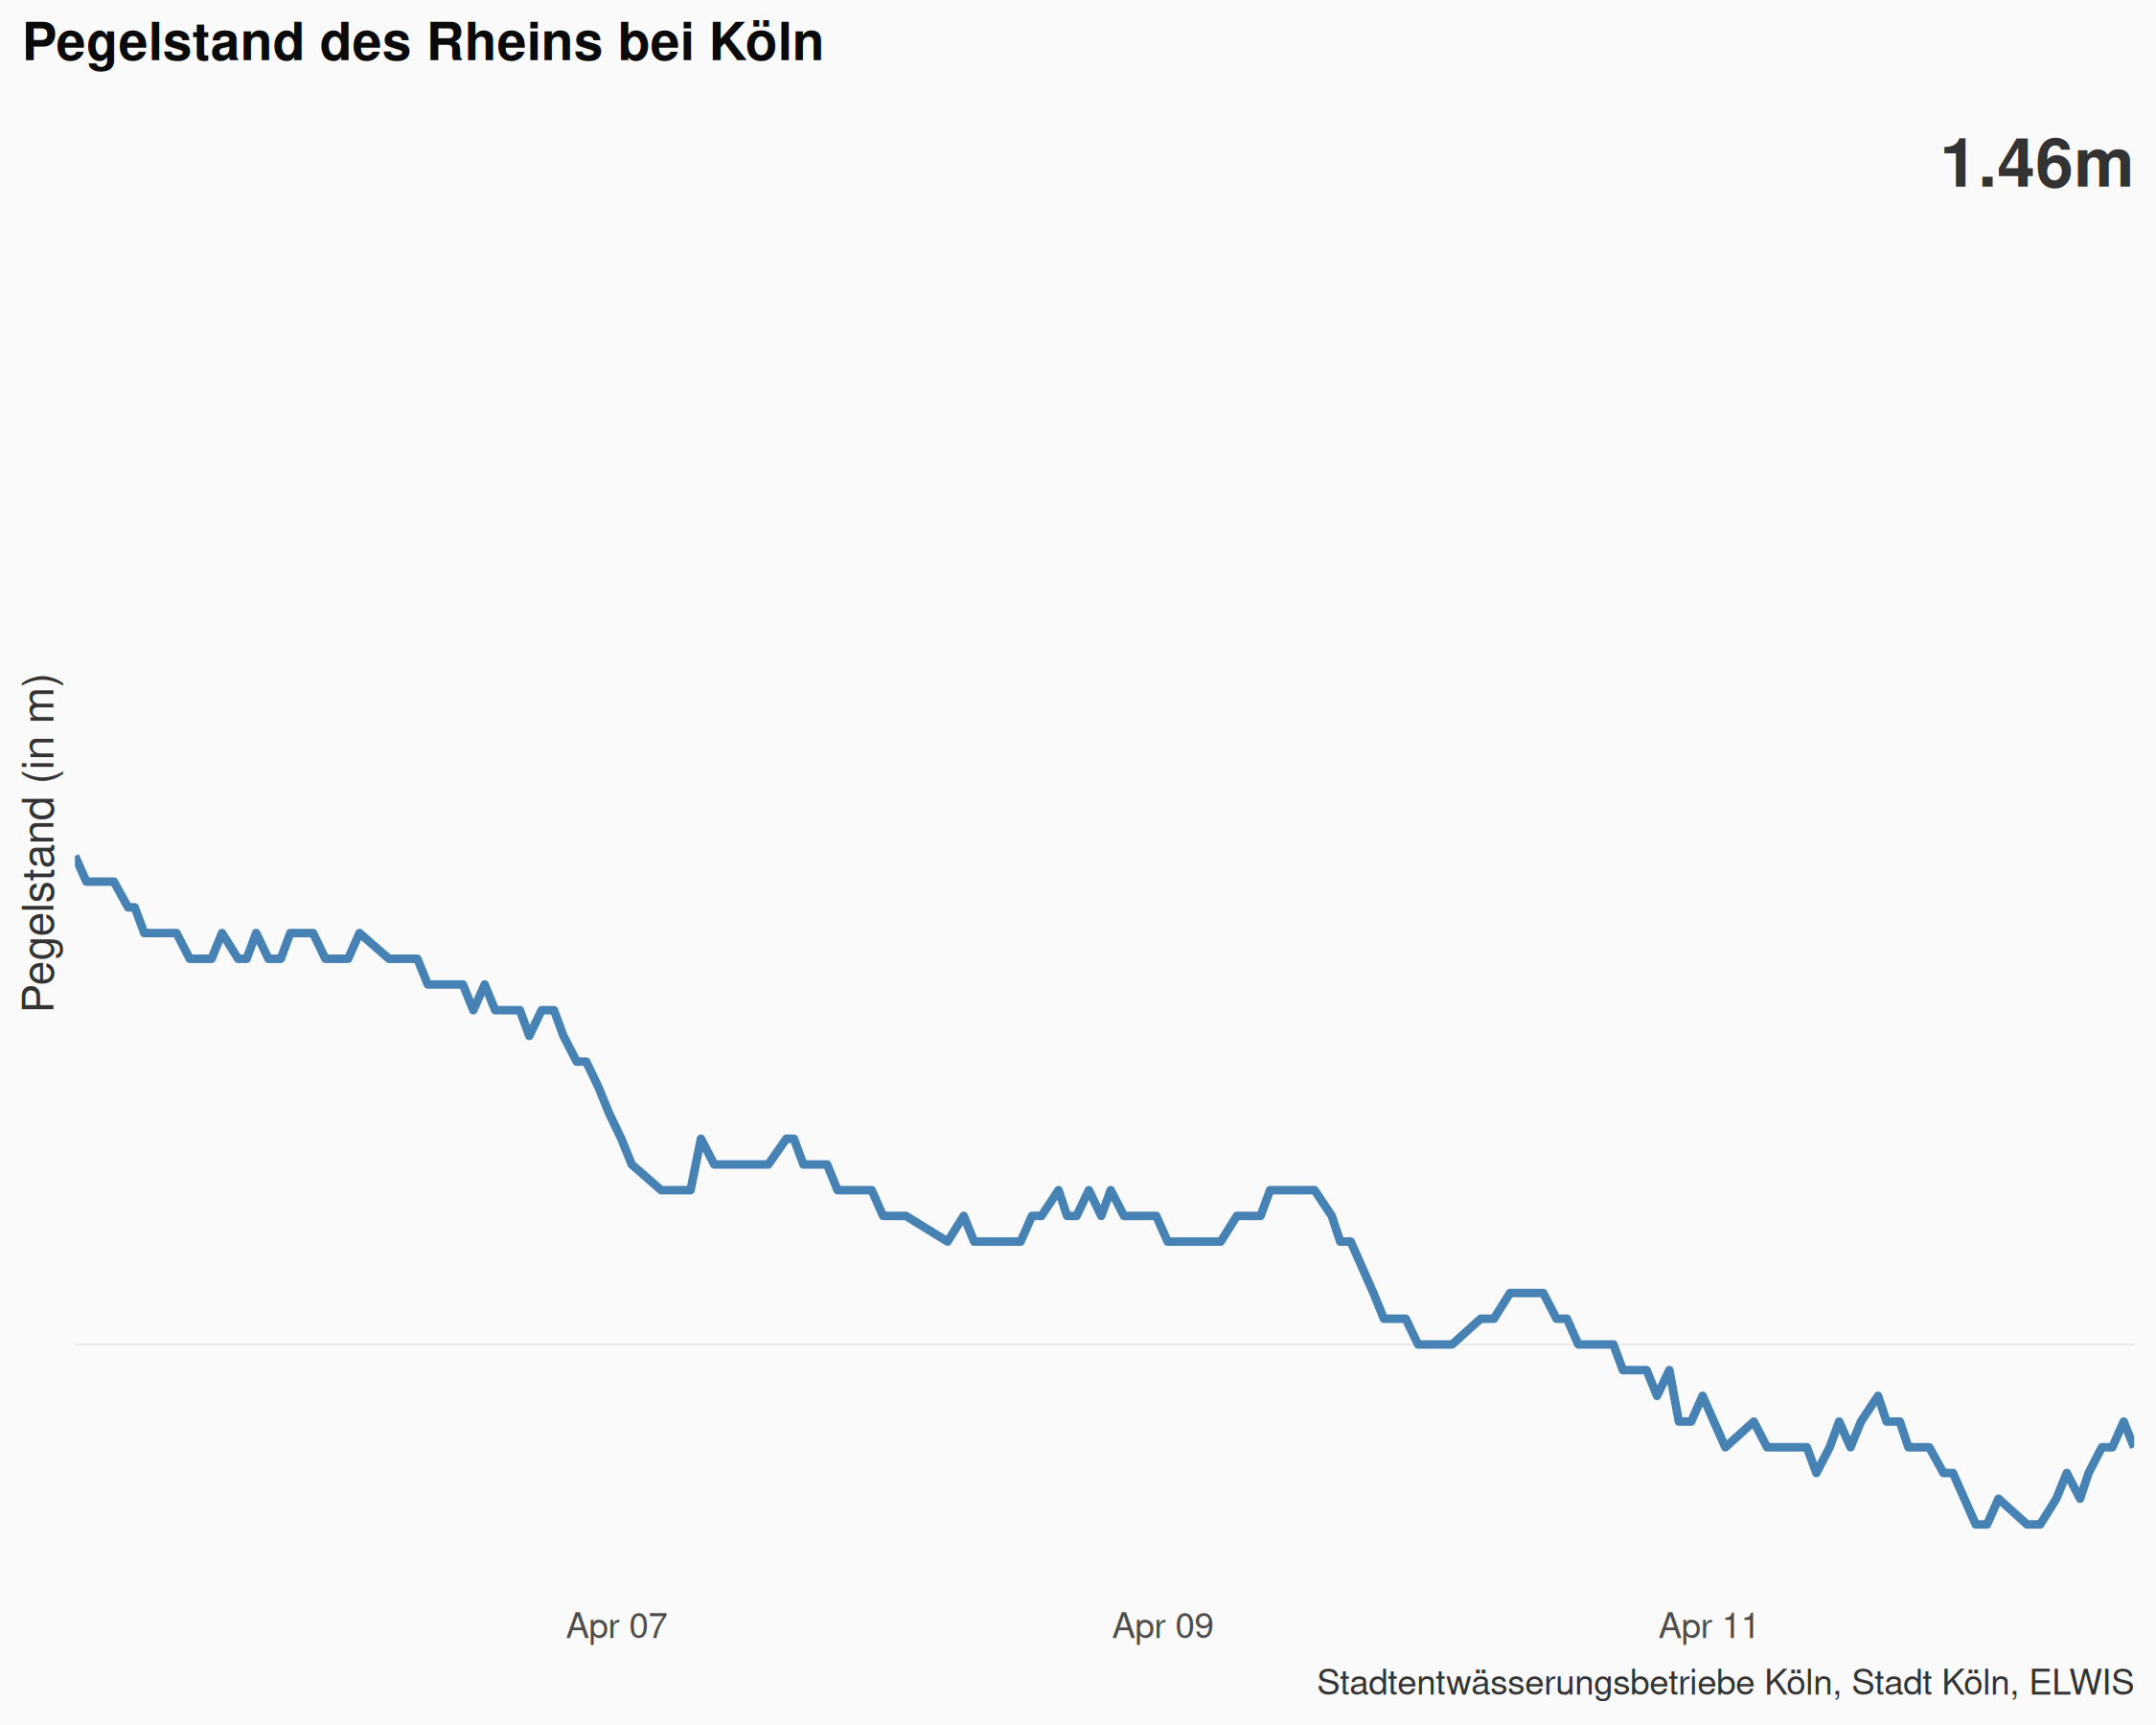 Pegelstand des Rheins bei Köln
1.46m
Pegelstand (in m)
Apr 07
Apr 09
Apr 11
Stadtentwässerungsbetriebe Köln, Stadt Köln, ELWIS